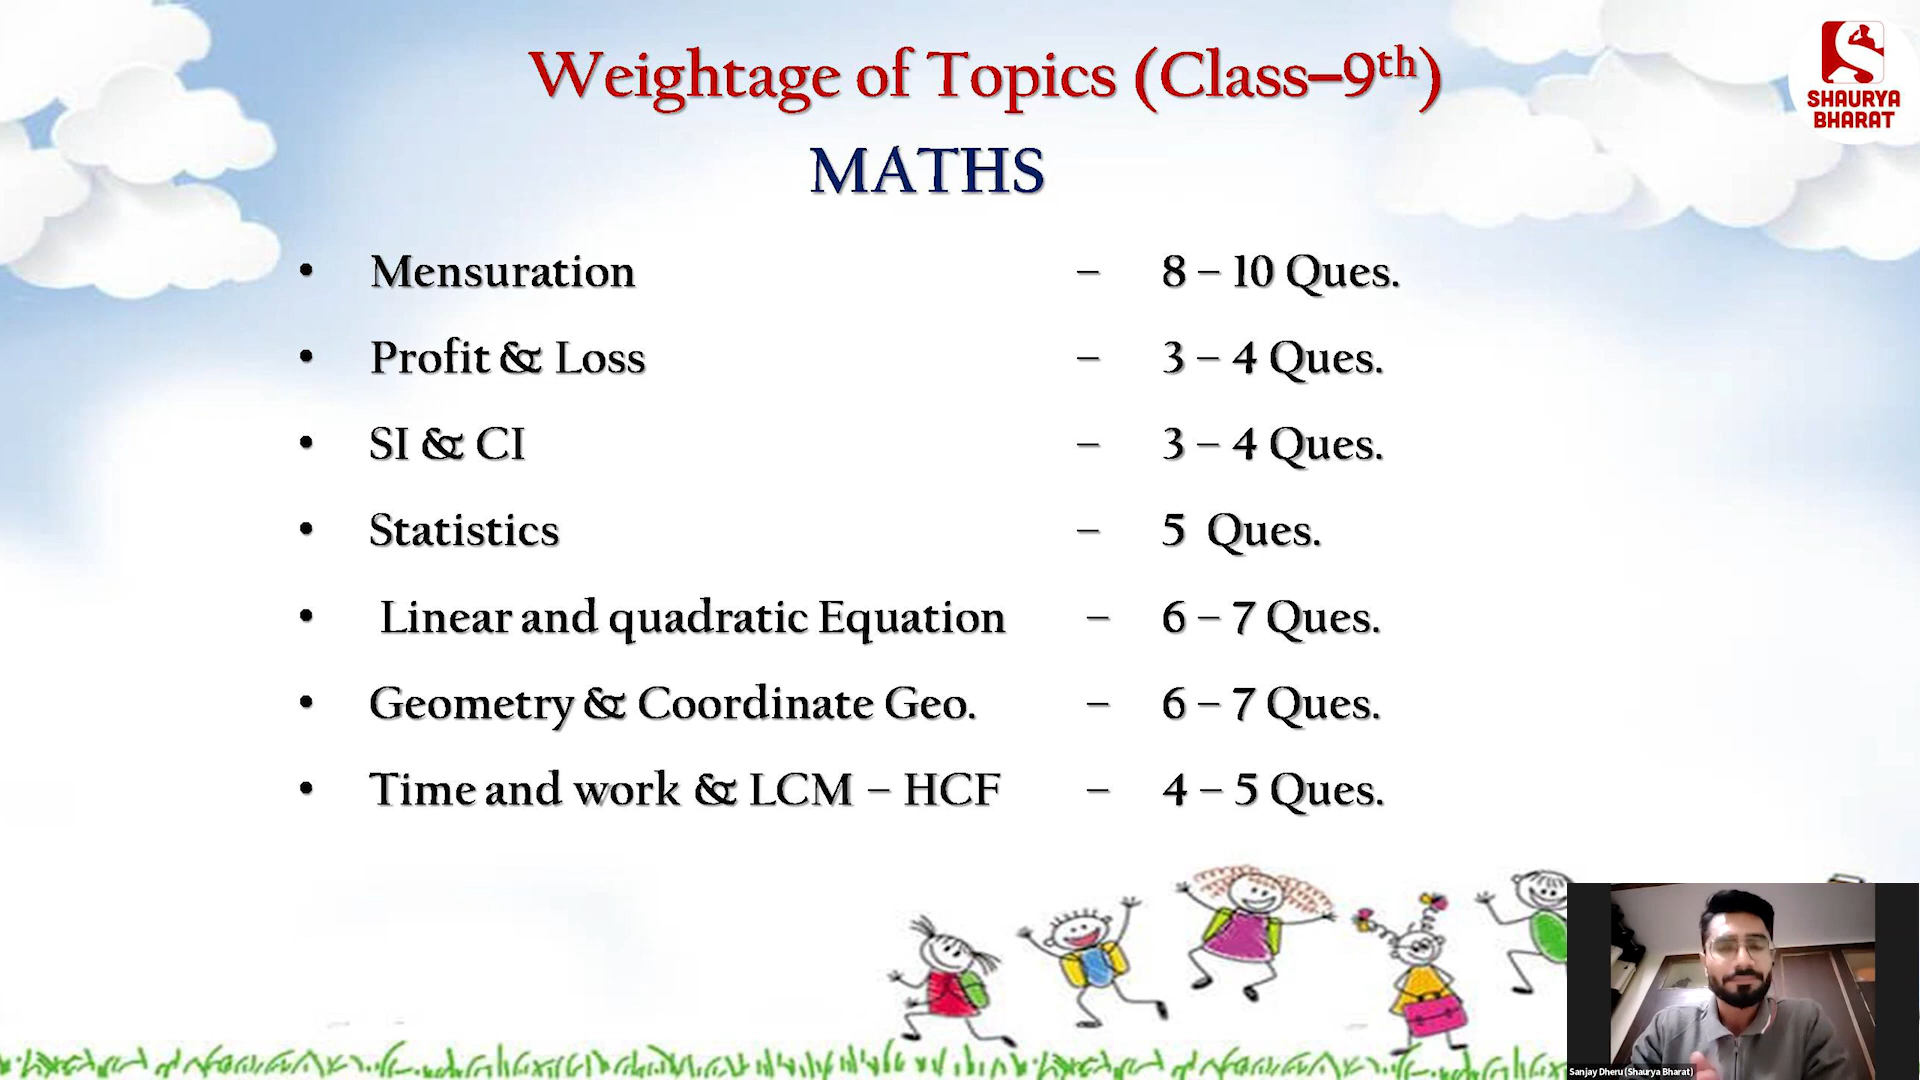 Weightage of Topics (Class–9th)
SHAURYA
BHARAT
MATHS
• Mensuration – 8 – 10 Ques.
• Profit & Loss – 3 – 4 Ques.
• SI & CI – 3 – 4 Ques.
• Statistics – 5 Ques.
• Linear and quadratic Equation – 6 – 7 Ques.
• Geometry & Coordinate Geo. – 6 – 7 Ques.
• Time and work & LCM – HCF – 4 – 5 Ques.
Sanjay Dheru (Shaurya Bharat)